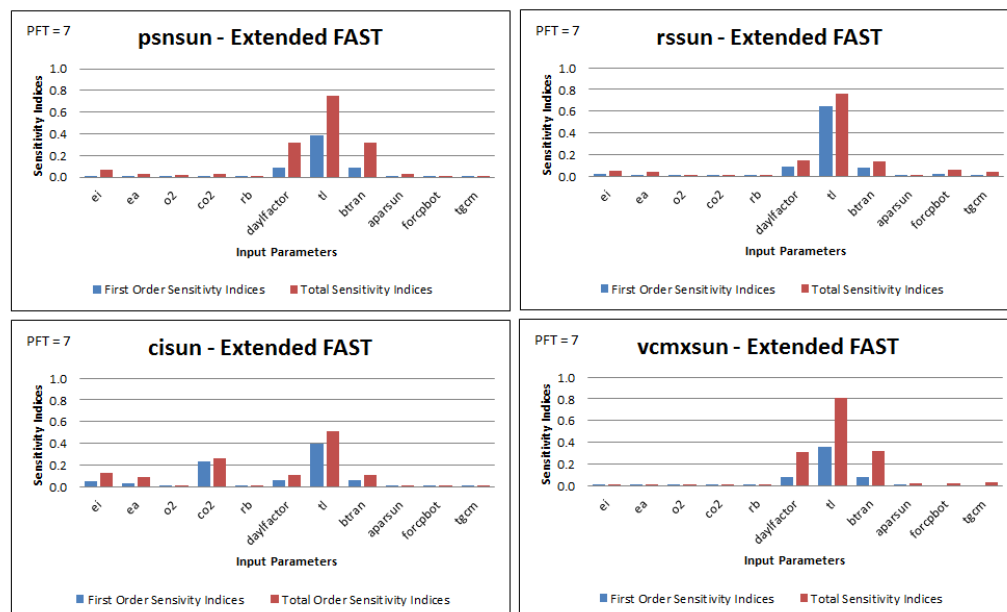 PFT = 7
psnsun - Extended FAST
Sensitivity Indices
1.0
0.8
0.6
0.4
0.2
0.0
ei
ea
o2
co2
rb
daylfactor
tl
btran
aparsun
forcpbot
tgcm
Input Parameters
First Order Sensitivty Indices
Total Sensitivity Indices
PFT = 7
rssun - Extended FAST
Sensitivity Indices
1.0
0.8
0.6
0.4
0.2
0.0
ei
ea
o2
co2
rb
daylfactor
tl
btran
aparsun
forcpbot
tgcm
Input Parameters
First Order Sensitivty Indices
Total Sensitivity Indices
PFT = 7
cisun - Extended FAST
Sensitivity Indices
1.0
0.8
0.6
0.4
0.2
0.0
ei
ea
o2
co2
rb
daylfactor
tl
btran
aparsun
forcpbot
tgcm
Input Parameters
First Order Sensivity Indices
Total Order Sensitivity Indices
PFT = 7
vcmxsun - Extended FAST
Sensitivity Indices
1.0
0.8
0.6
0.4
0.2
0.0
ei
ea
o2
co2
rb
daylfactor
tl
btran
aparsun
forcpbot
tgcm
Input Parameters
First Order Sensitivity Indices
Total Sensitivity Indices